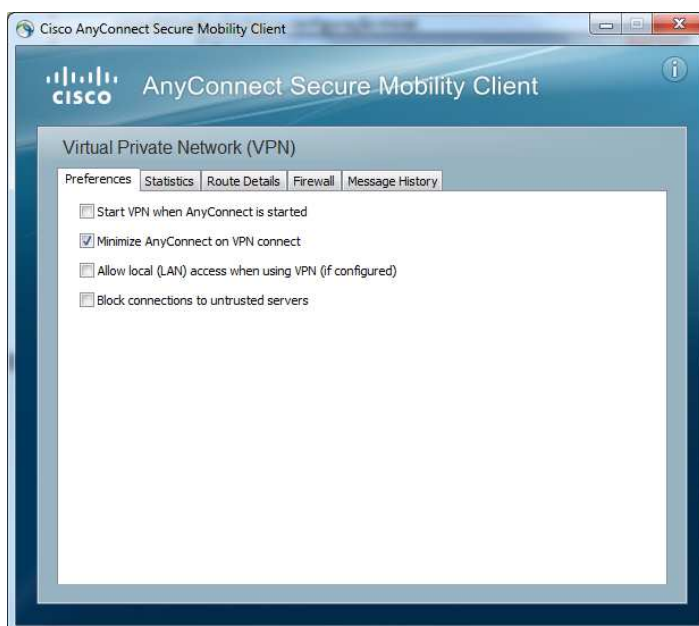 Cisco AnyConnect Secure Mobility Client
CISCO AnyConnect Secure Mobility Client
Virtual Private Network (VPN)
Preferences Statistics Route Details Firewall Message History
Start VPN when AnyConnect is started
Minimize AnyConnect on VPN connect
Allow local (LAN) access when using VPN (if configured)
Block connections to untrusted servers